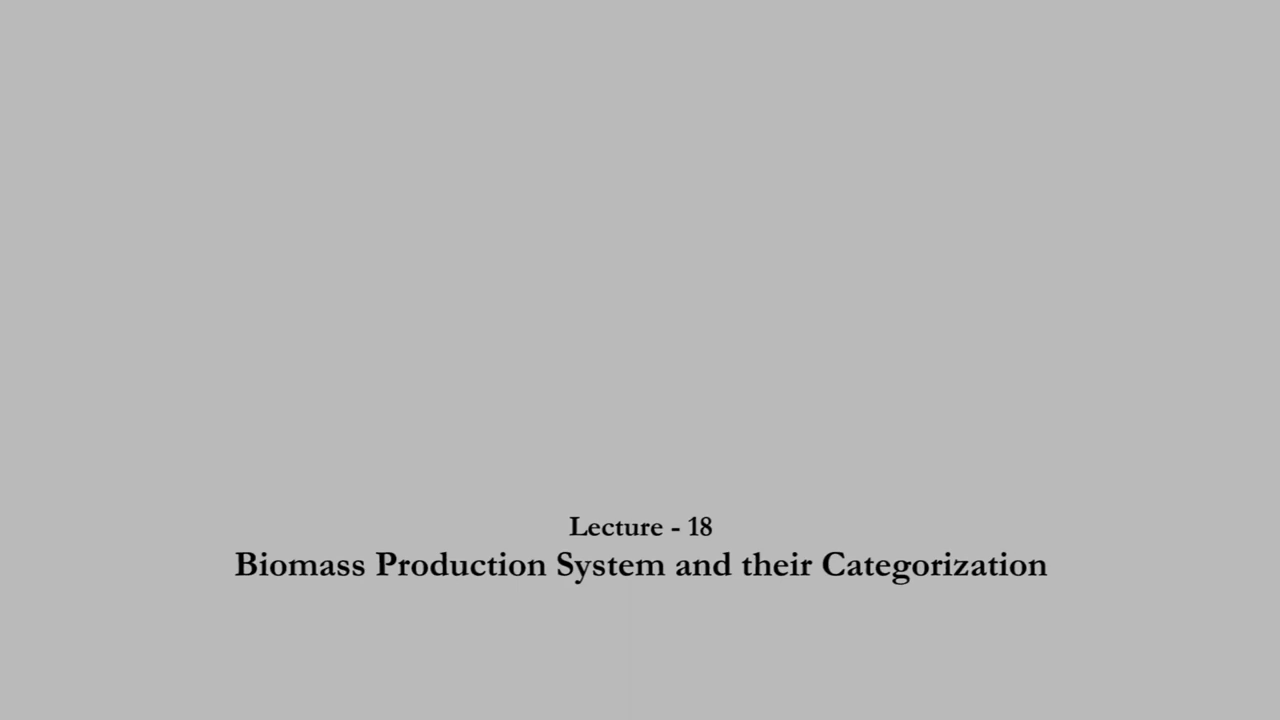 Lecture - 18
Biomass Production System and their Categorization